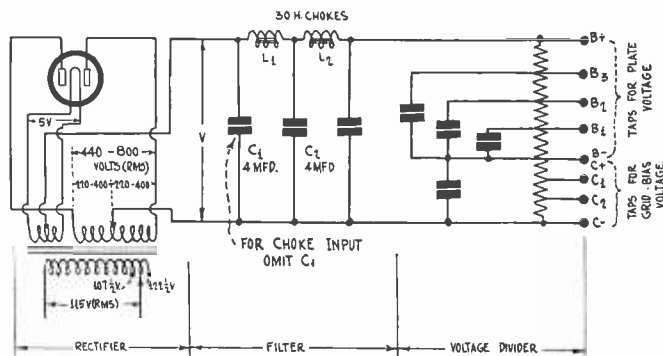 30 H. CHOKES
L1
L2
5V
440 - 800
VOLTS (RMS)
220-400
220-400
V
C1
4 MFD.
C2
4 MFD
FOR CHOKE INPUT
OMIT C1
107½V.
122½V
115V(RMS)
B+
B3
B2
B1
B-
C+
C1
C2
C-
TAPS FOR PLATE
VOLTAGE
TAPS FOR
GRID-BIAS
VOLTAGE
RECTIFIER
FILTER
VOLTAGE DIVIDER